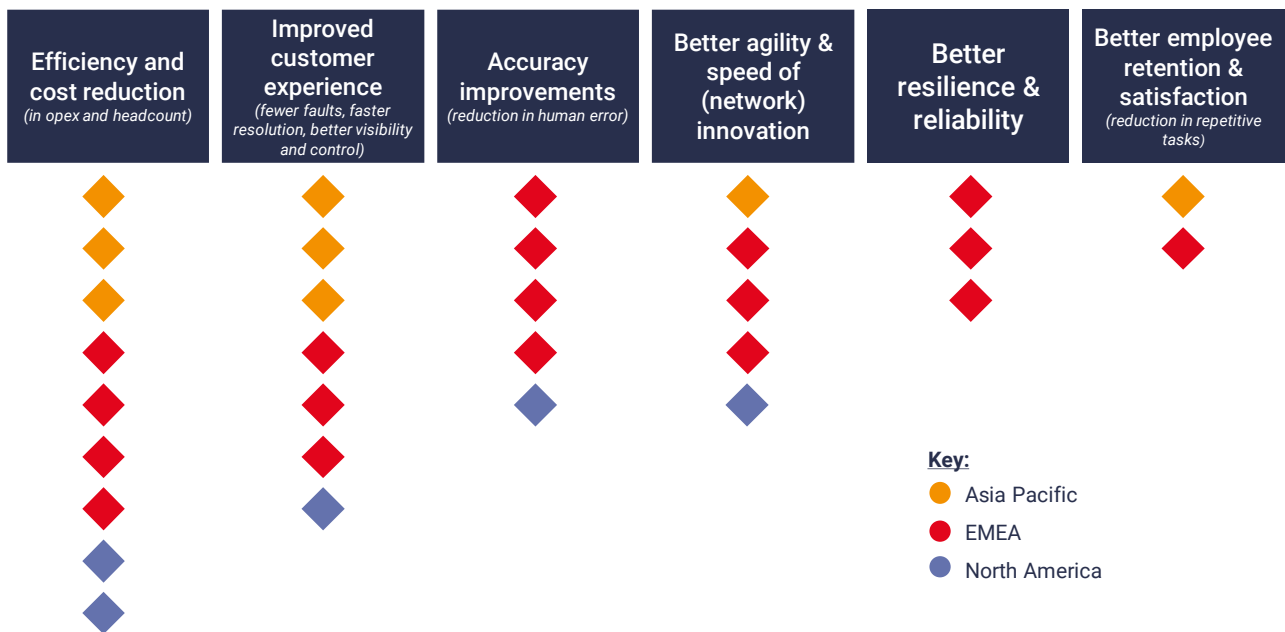 Efficiency and
cost reduction
(in opex and headcount)
Improved
customer
experience
(fewer faults, faster
resolution, better visibility
and control)
Accuracy
improvements
(reduction in human error)
Better agility &
speed of
(network)
innovation
Better
resilience &
reliability
Better employee
retention &
satisfaction
(reduction in repetitive
tasks)
Key:
Asia Pacific
EMEA
North America